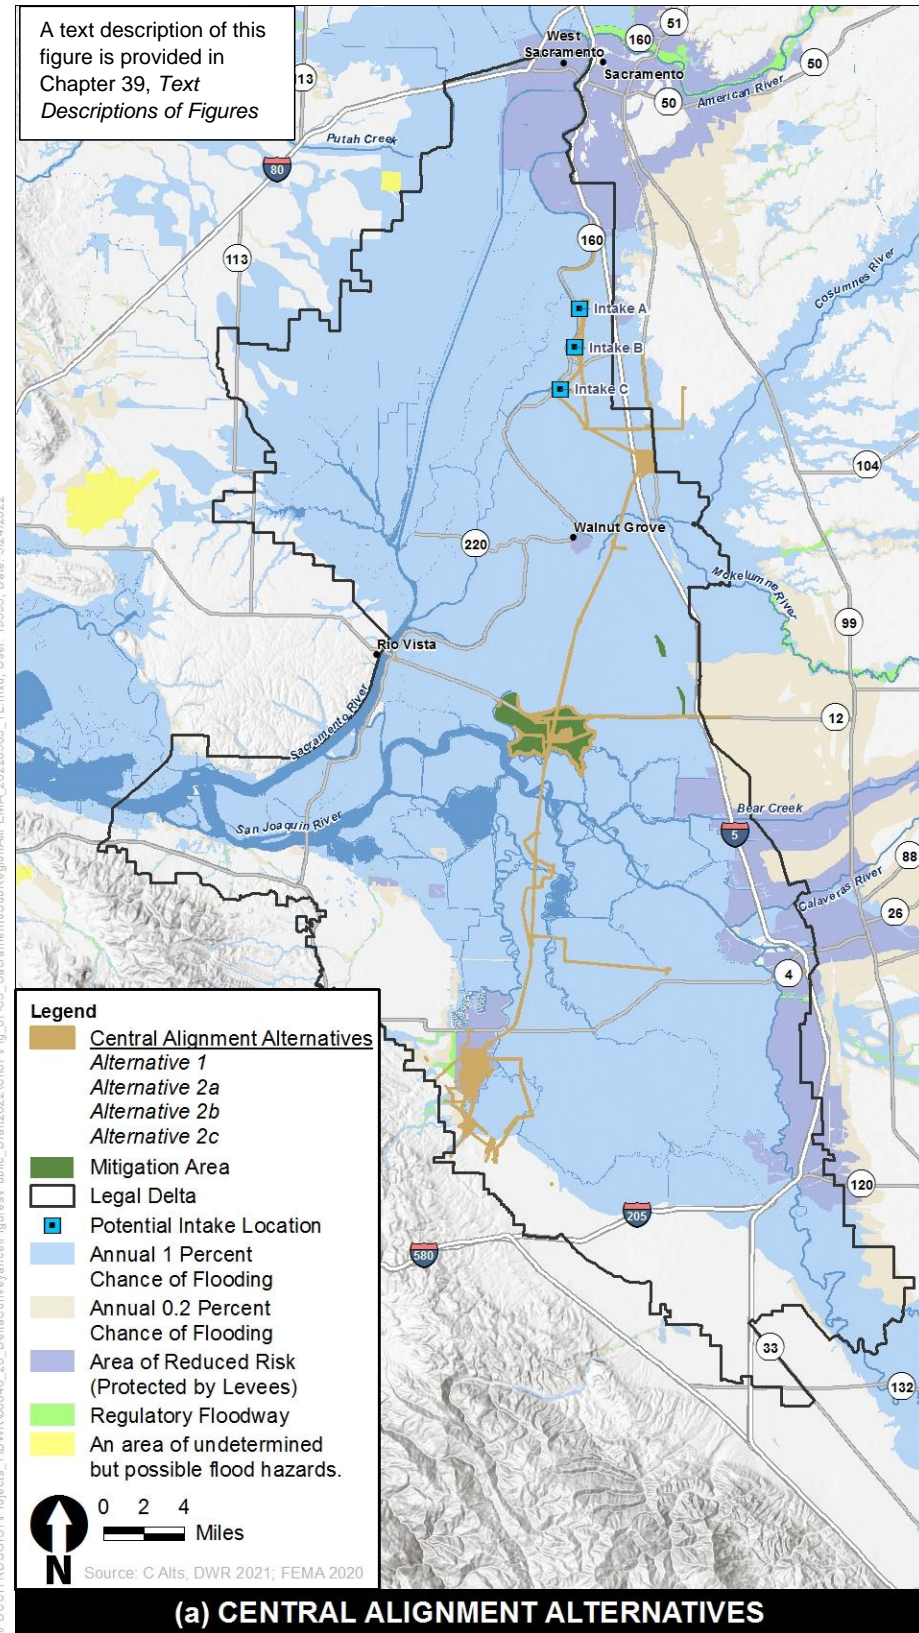 A text description of this
figure is provided in
Chapter 39, Text
Descriptions of Figures
51
160
West
Sacramento
Sacramento
50
50
American River
113
Putah Creek
80
113
160
Cosumnes River
Intake A
Intake B
Intake C
104
Walnut Grove
220
Mokelumne River
99
Rio Vista
Sacramento River
12
San Joaquin River
Bear Creek
5
88
Calaveras River
26
4
120
205
580
33
132
Legend
Central Alignment Alternatives
Alternative 1
Alternative 2a
Alternative 2b
Alternative 2c
Mitigation Area
Legal Delta
Potential Intake Location
Annual 1 Percent
Chance of Flooding
Annual 0.2 Percent
Chance of Flooding
Area of Reduced Risk
(Protected by Levees)
Regulatory Floodway
An area of undetermined
but possible flood hazards.
0 2 4
Miles
N
Source: C Alts, DWR 2021; FEMA 2020
(a) CENTRAL ALIGNMENT ALTERNATIVES